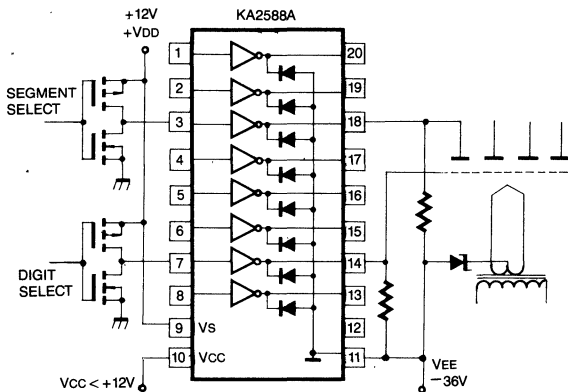 KA2588A
+12V
+VDD
SEGMENT
SELECT
DIGIT
SELECT
VCC < +12V
1
2
3
4
5
6
7
8
9 VS
10 VCC
20
19
18
17
16
15
14
13
12
11
VEE
−36V